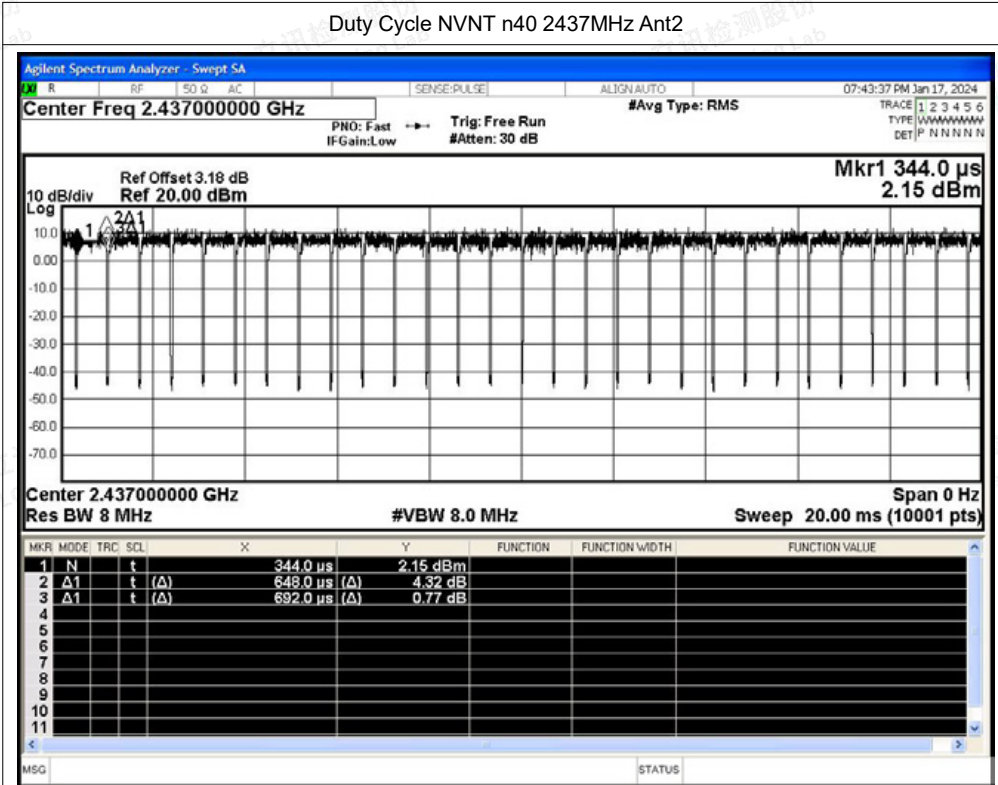 Duty Cycle NVNT n40 2437MHz Ant2
Agilent Spectrum Analyzer - Swept SA
R RF 50 Ω AC SENSE:PULSE ALIGN AUTO 07:43:37 PM Jan 17, 2024
Center Freq 2.437000000 GHz #Avg Type: RMS TRACE 1 2 3 4 5 6
PNO: Fast Trig: Free Run TYPE
IFGain:Low #Atten: 30 dB DET P N N N N N
Mkr1 344.0 µs
Ref Offset 3.18 dB
10 dB/div Ref 20.00 dBm 2.15 dBm
Log
2Δ1
1 3Δ1
10.0
0.00
-10.0
-20.0
-30.0
-40.0
-50.0
-60.0
-70.0
Center 2.437000000 GHz Span 0 Hz
Res BW 8 MHz #VBW 8.0 MHz Sweep 20.00 ms (10001 pts)
MKR MODE TRC SCL X Y FUNCTION FUNCTION WIDTH FUNCTION VALUE
1 N t 344.0 µs 2.15 dBm
2 Δ1 t (Δ) 648.0 µs (Δ) 4.32 dB
3 Δ1 t (Δ) 692.0 µs (Δ) 0.77 dB
4
5
6
7
8
9
10
11
MSG STATUS